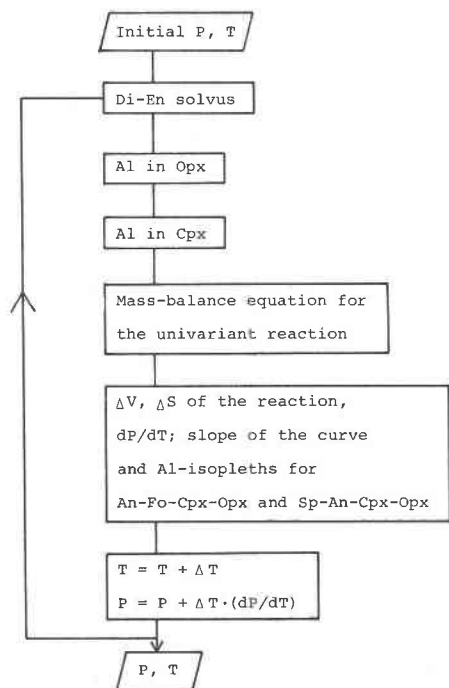 Initial P, T
Di-En solvus
Al in Opx
Al in Cpx
Mass-balance equation for
the univariant reaction
ΔV, ΔS of the reaction,
dP/dT; slope of the curve
and Al-isopleths for
An-Fo-Cpx-Opx and Sp-An-Cpx-Opx
T = T + ΔT
P = P + ΔT·(dP/dT)
P, T